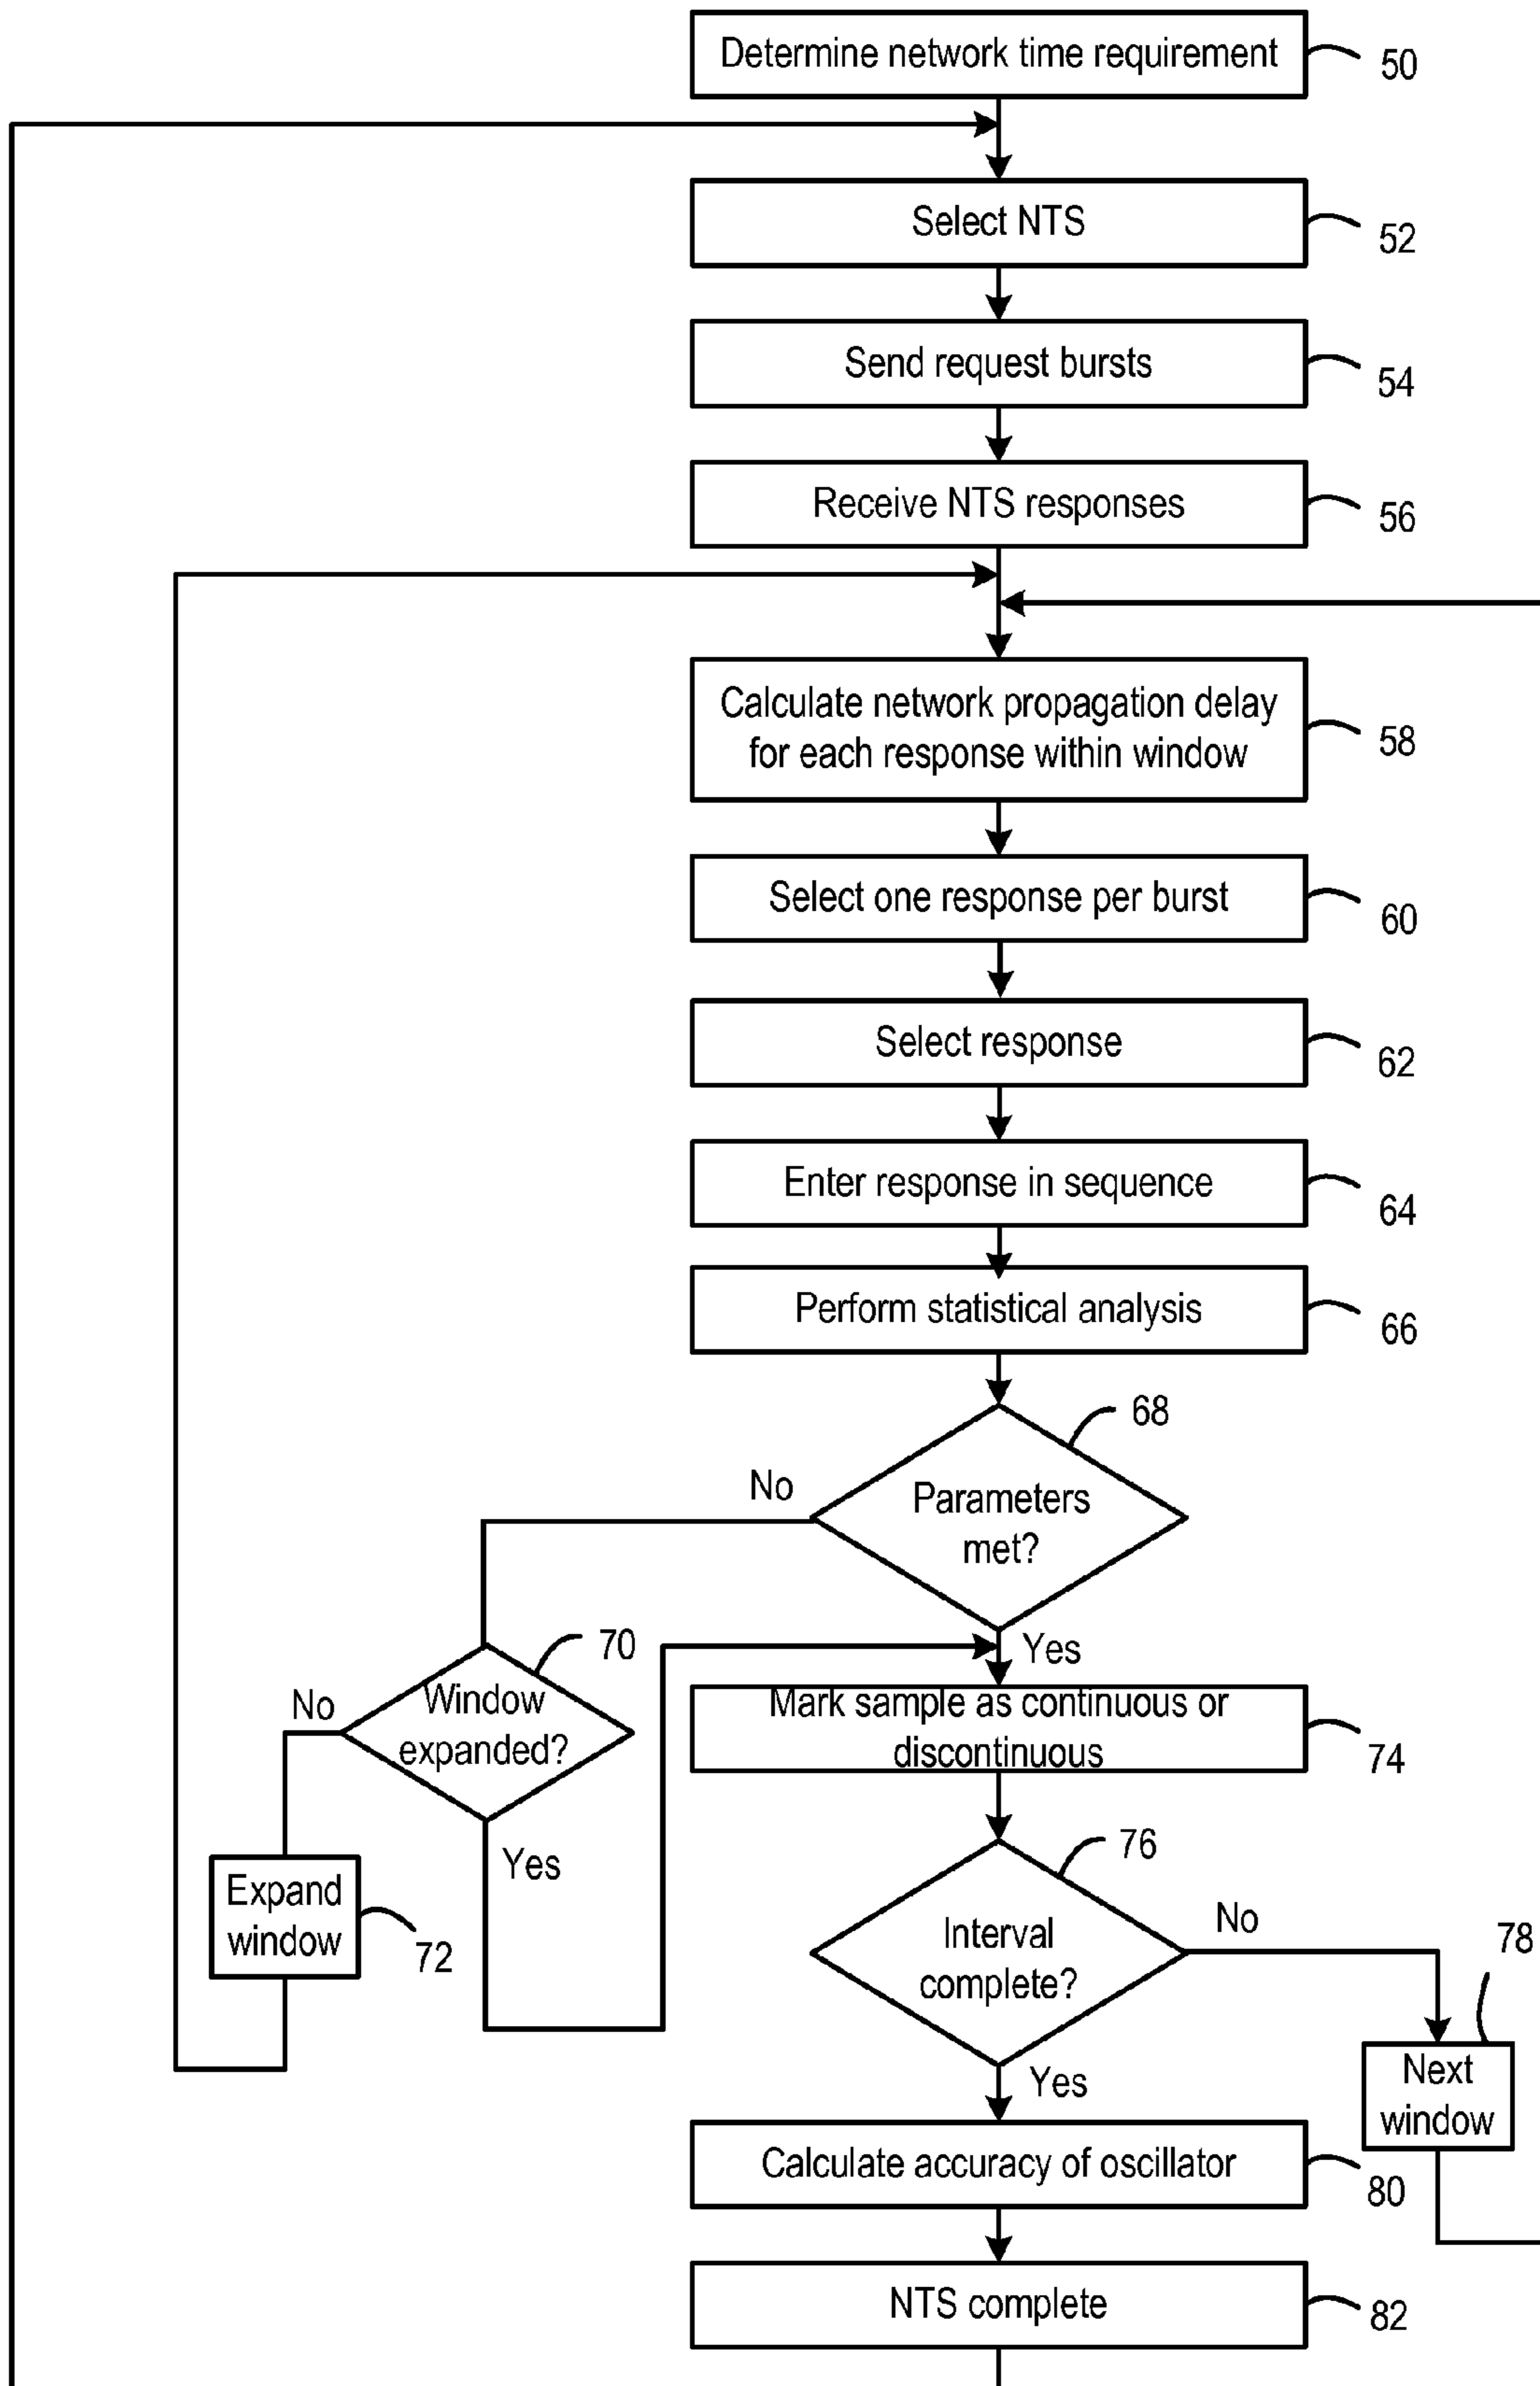 Determine network time requirement
50
Select NTS
52
Send request bursts
54
Receive NTS responses
56
Calculate network propagation delay
for each response within window
58
Select one response per burst
60
Select response
62
Enter response in sequence
64
Perform statistical analysis
66
68
No
Parameters
met?
70
Yes
No
Window
expanded?
Mark sample as continuous or
discontinuous
74
76
Yes
Expand
window
72
No
78
Interval
complete?
Yes
Next
window
Calculate accuracy of oscillator
80
NTS complete
82